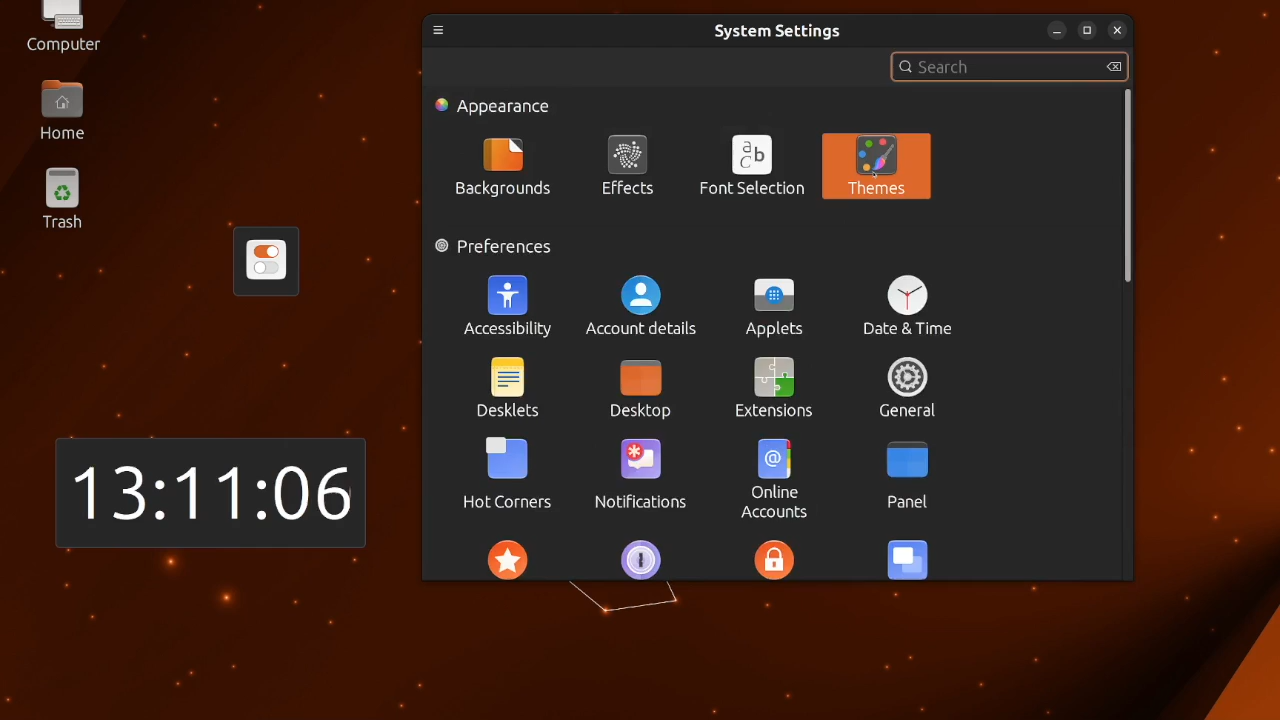 Computer
Home
Trash
13:11:06
System Settings
Search
Appearance
Backgrounds
Effects
Font Selection
Themes
Preferences
Accessibility
Account details
Applets
Date & Time
Desklets
Desktop
Extensions
General
Hot Corners
Notifications
Online
Accounts
Panel